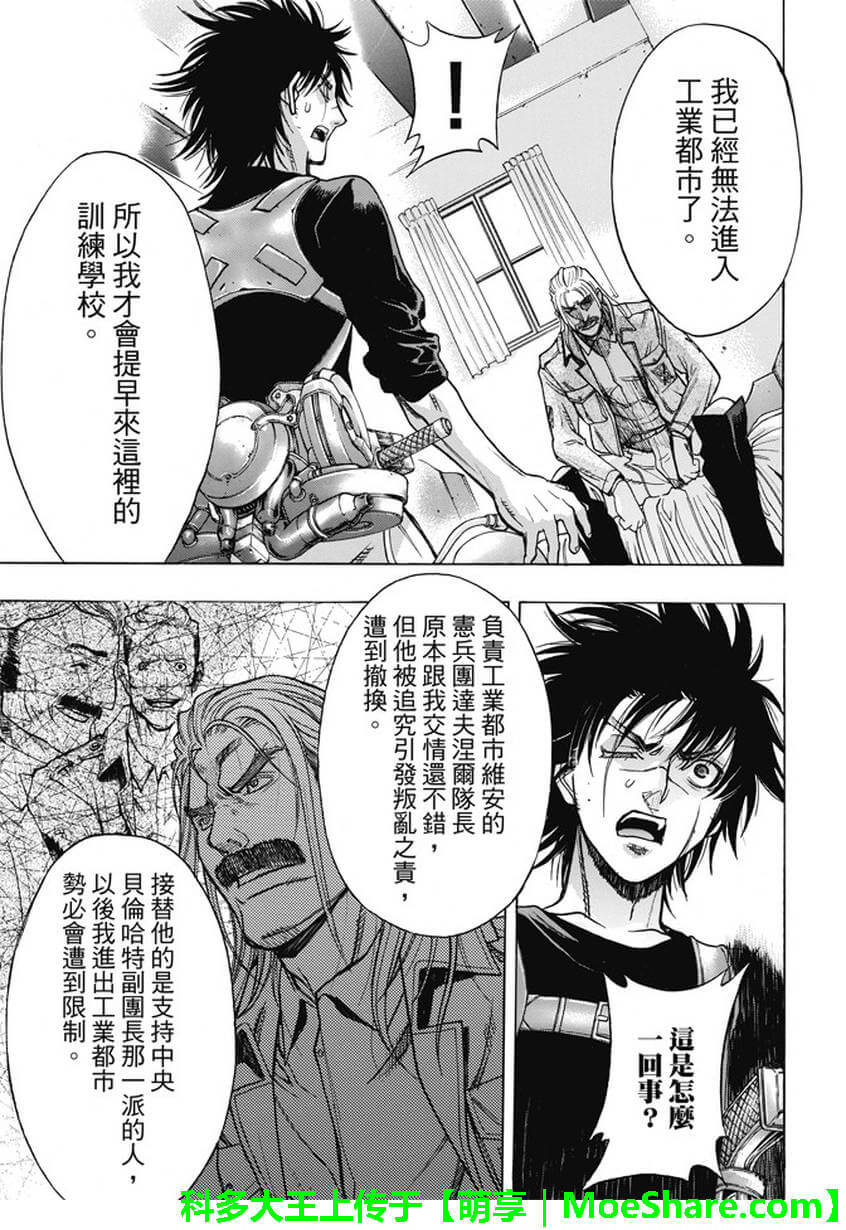 我已經無法進入
工業都市了。
！
所以我才會提早來這裡的
訓練學校。
這是怎麼
一回事？
負責工業都市維安的
憲兵團達夫涅爾隊長
原本跟我交情還不錯，
但他被追究引發叛亂之責，
遭到撤換。
接替他的是支持中央
貝倫哈特副團長那一派的人，
以後我進出工業都市
勢必會遭到限制。
科多大王上传于【萌享｜MoeShare.com】